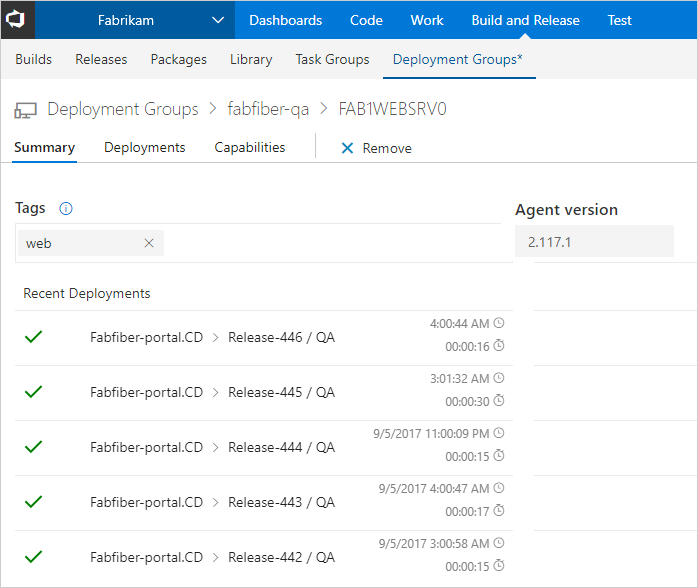 Fabrikam Dashboards Code Work Build and Release Test
Builds Releases Packages Library Task Groups Deployment Groups*
Deployment Groups > fabfiber-qa > FAB1WEBSRV0
Summary Deployments Capabilities Remove
Tags
Agent version
web
2.117.1
Recent Deployments
Fabfiber-portal.CD > Release-446 / QA 4:00:44 AM
00:00:16
Fabfiber-portal.CD > Release-445 / QA 3:01:32 AM
00:00:30
Fabfiber-portal.CD > Release-444 / QA 9/5/2017 11:00:09 PM
00:00:15
Fabfiber-portal.CD > Release-443 / QA 9/5/2017 4:00:47 AM
00:00:17
Fabfiber-portal.CD > Release-442 / QA 9/5/2017 3:00:58 AM
00:00:15